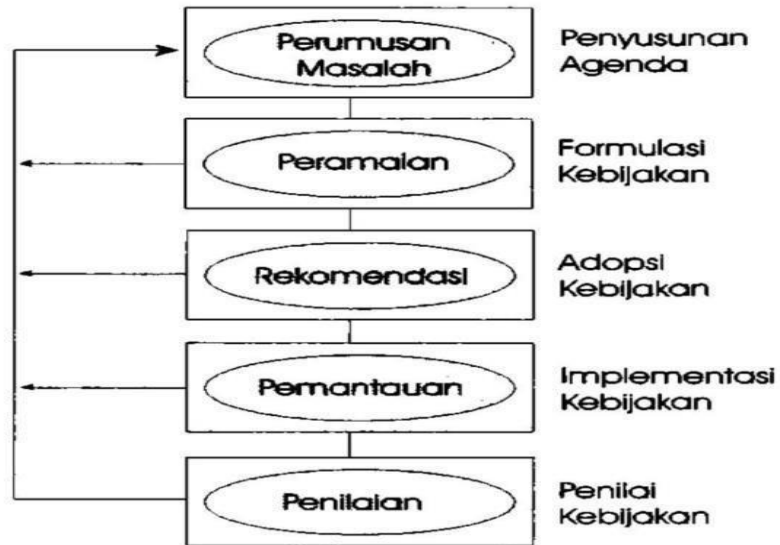 Perumusan
Masalah
Penyusunan
Agenda
Peramalan
Formulasi
Kebijakan
Rekomendasi
Adopsi
Kebijakan
Pemantauan
Implementasi
Kebijakan
Penilaian
Penilai
Kebijakan